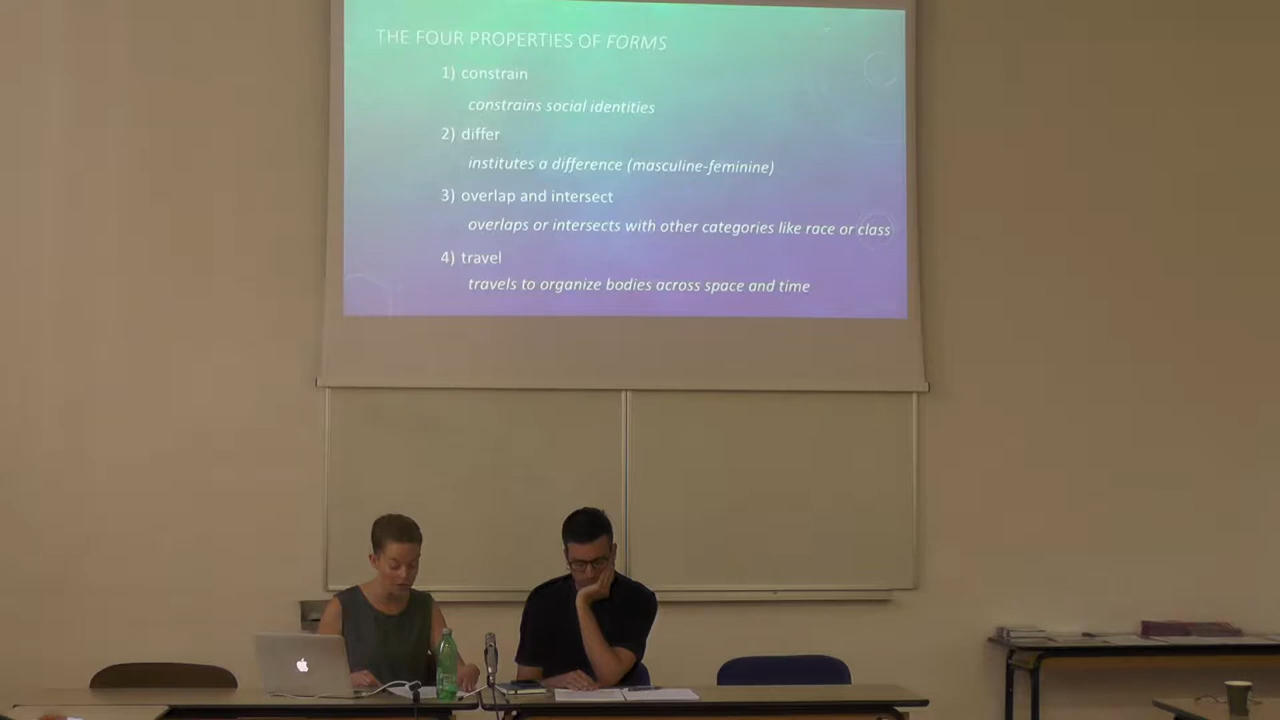 THE FOUR PROPERTIES OF FORMS
1) constrain
constrains social identities
2) differ
institutes a difference (masculine-feminine)
3) overlap and intersect
overlaps or intersects with other categories like race or class
4) travel
travels to organize bodies across space and time